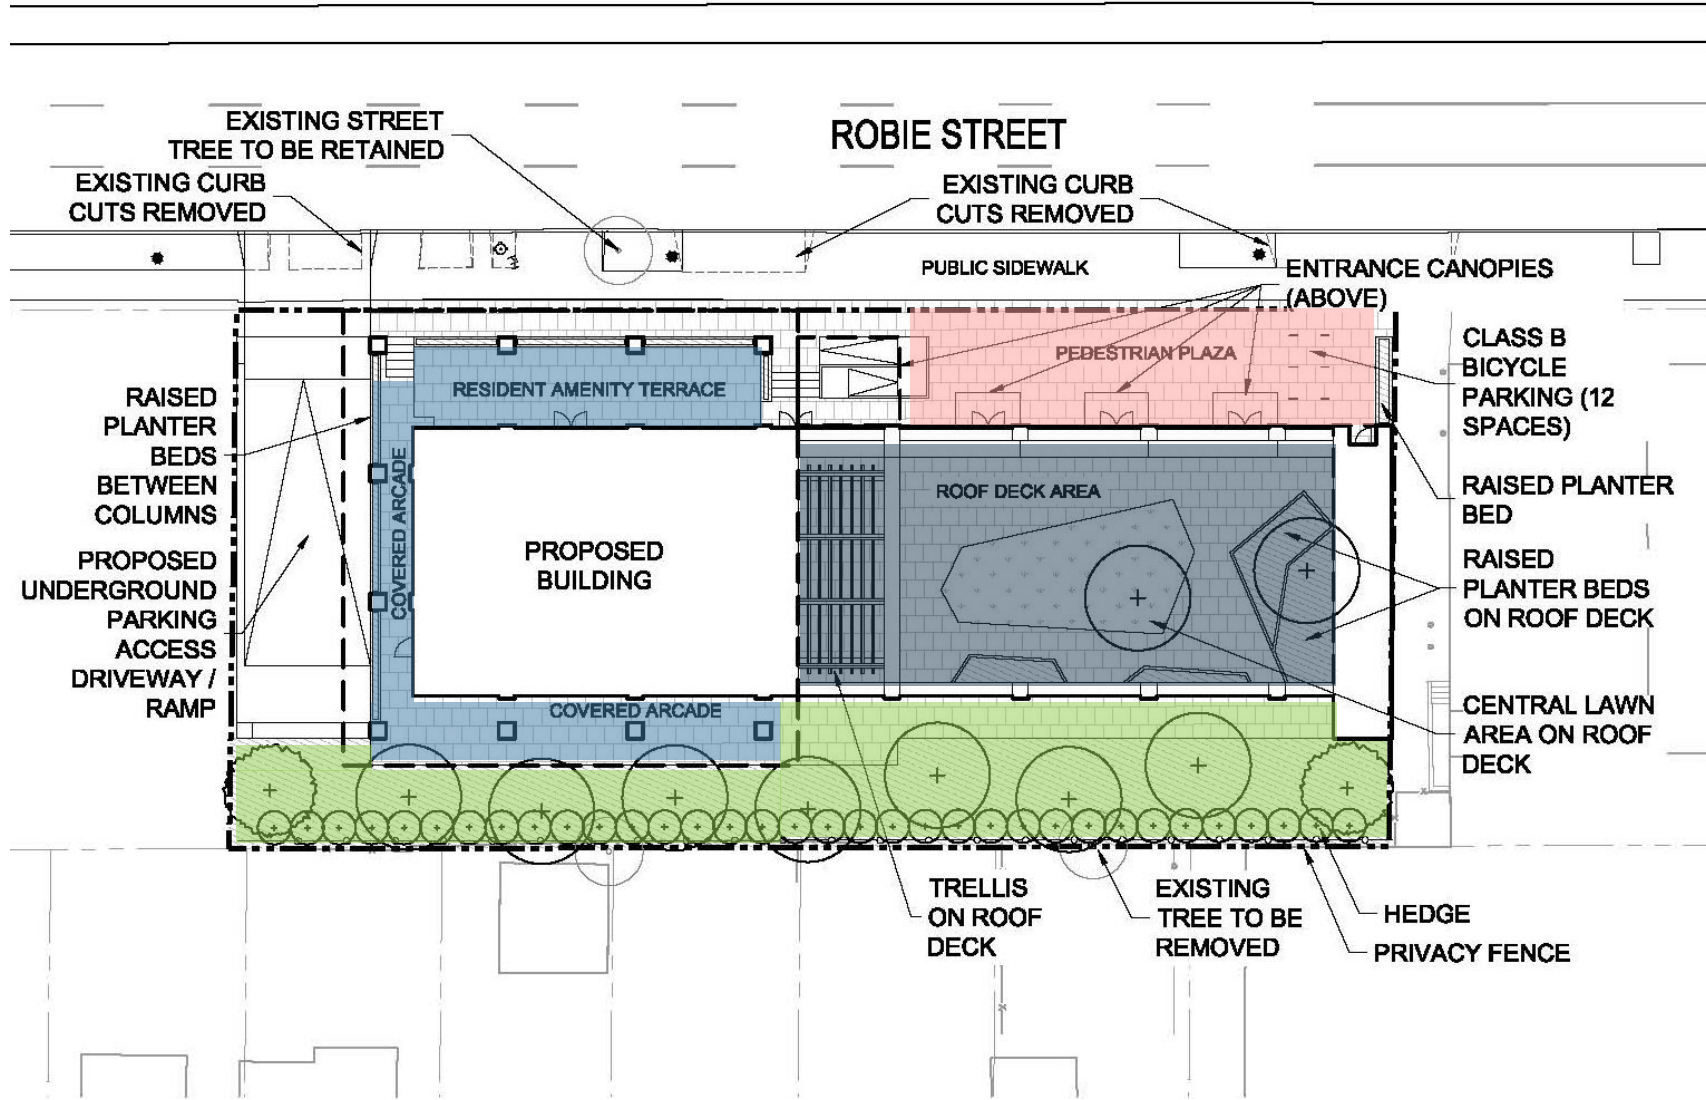 ROBIE STREET
EXISTING STREET
TREE TO BE RETAINED
EXISTING CURB
CUTS REMOVED
EXISTING CURB
CUTS REMOVED
PUBLIC SIDEWALK
ENTRANCE CANOPIES
(ABOVE)
PEDESTRIAN PLAZA
CLASS B
BICYCLE
PARKING (12
SPACES)
RESIDENT AMENITY TERRACE
RAISED
PLANTER
BEDS
BETWEEN
COLUMNS
COVERED ARCADE
ROOF DECK AREA
RAISED PLANTER
BED
PROPOSED
BUILDING
PROPOSED
UNDERGROUND
PARKING
ACCESS
DRIVEWAY /
RAMP
RAISED
PLANTER BEDS
ON ROOF DECK
COVERED ARCADE
CENTRAL LAWN
AREA ON ROOF
DECK
TRELLIS
ON ROOF
DECK
EXISTING
TREE TO BE
REMOVED
HEDGE
PRIVACY FENCE